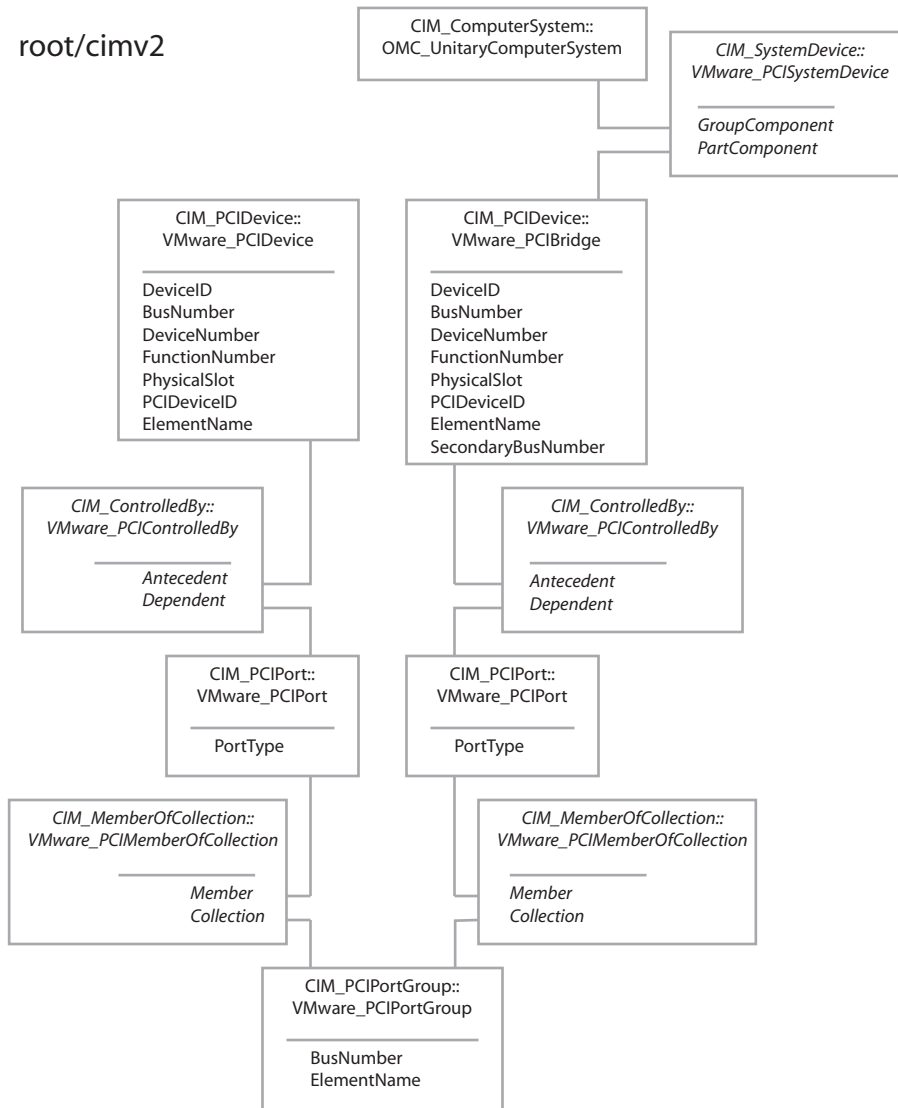 root/cimv2
CIM_ComputerSystem::
OMC_UnitaryComputerSystem
CIM_SystemDevice::
VMware_PCISystemDevice
GroupComponent
PartComponent
CIM_PCIDevice::
VMware_PCIDevice
DeviceID
BusNumber
DeviceNumber
FunctionNumber
PhysicalSlot
PCIDeviceID
ElementName
CIM_PCIDevice::
VMware_PCIBridge
DeviceID
BusNumber
DeviceNumber
FunctionNumber
PhysicalSlot
PCIDeviceID
ElementName
SecondaryBusNumber
CIM_ControlledBy::
VMware_PCIControlledBy
Antecedent
Dependent
CIM_ControlledBy::
VMware_PCIControlledBy
Antecedent
Dependent
CIM_PCIPort::
VMware_PCIPort
PortType
CIM_PCIPort::
VMware_PCIPort
PortType
CIM_MemberOfCollection::
VMware_PCIMemberOfCollection
Member
Collection
CIM_MemberOfCollection::
VMware_PCIMemberOfCollection
Member
Collection
CIM_PCIPortGroup::
VMware_PCIPortGroup
BusNumber
ElementName